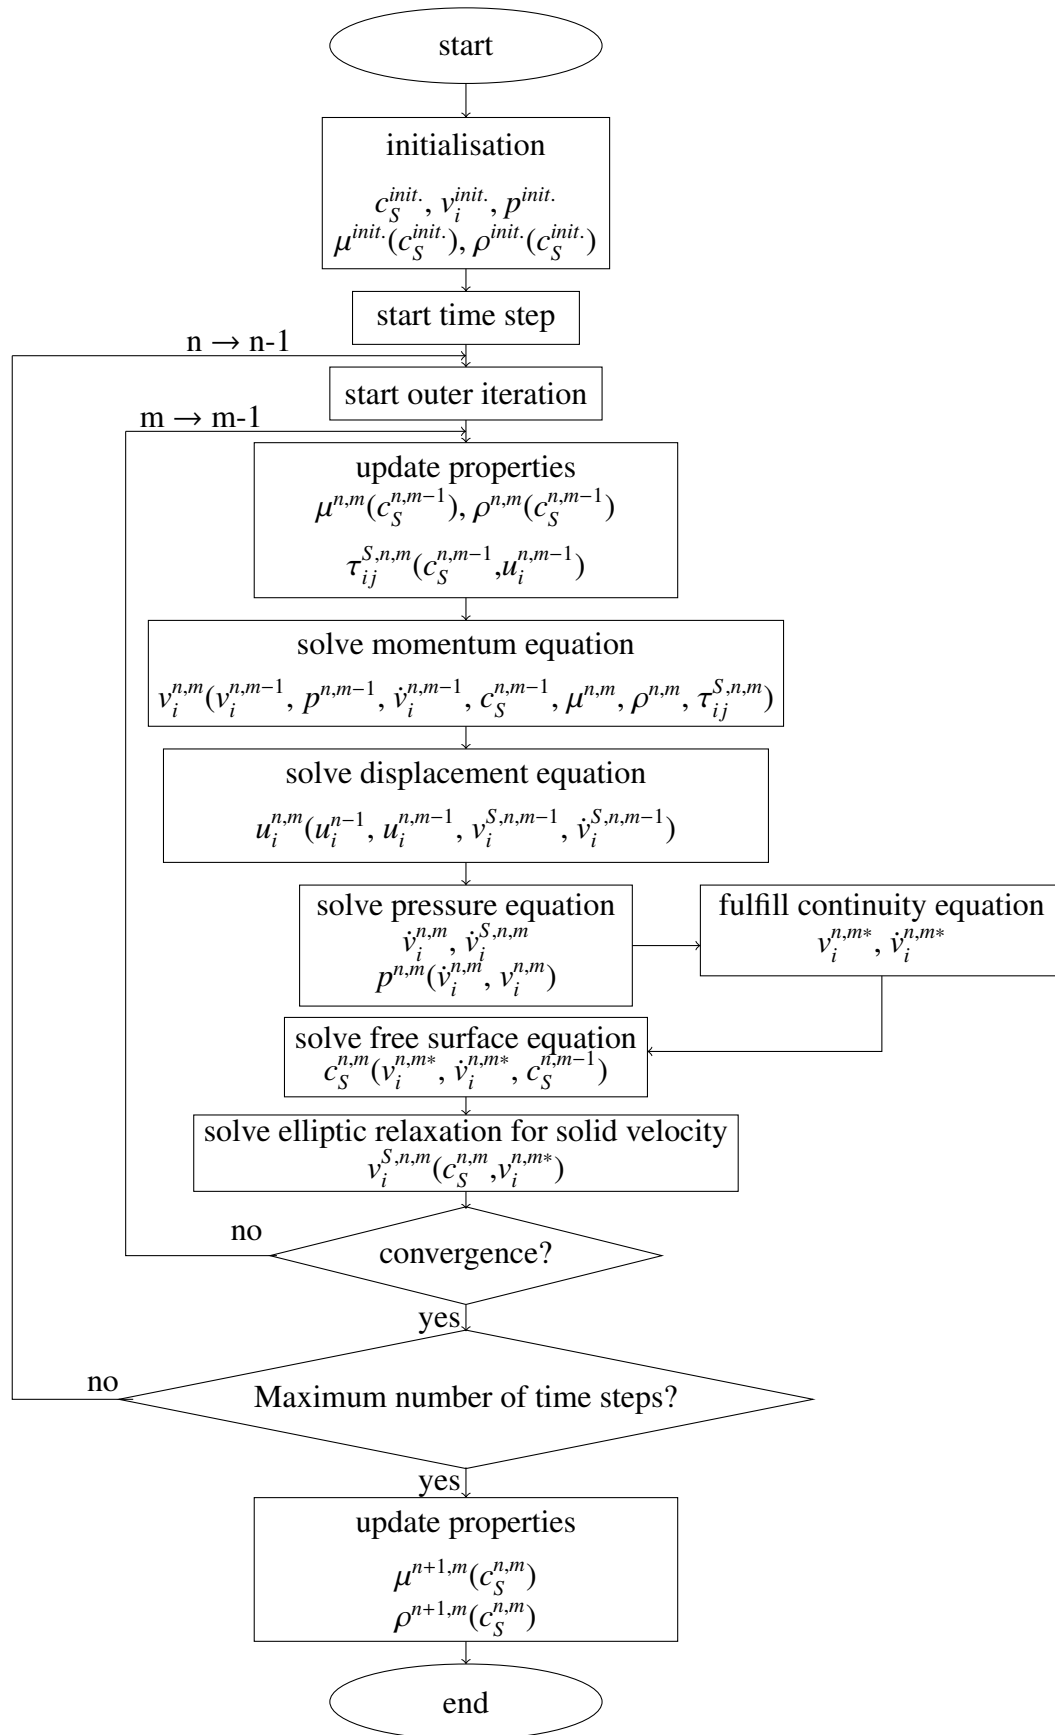 start
initialisation
c_S^{init.}, v_i^{init.}, p^{init.}
μ^{init.}(c_S^{init.}), ρ^{init.}(c_S^{init.})
start time step
n → n-1
start outer iteration
m → m-1
update properties
μ^{n,m}(c_S^{n,m−1}), ρ^{n,m}(c_S^{n,m−1})
τ_{ij}^{S,n,m}(c_S^{n,m−1},u_i^{n,m−1})
solve momentum equation
v_i^{n,m}(v_i^{n,m−1}, p^{n,m−1}, v̇_i^{n,m−1}, c_S^{n,m−1}, μ^{n,m}, ρ^{n,m}, τ_{ij}^{S,n,m})
solve displacement equation
u_i^{n,m}(u_i^{n−1}, u_i^{n,m−1}, v_i^{S,n,m−1}, v̇_i^{S,n,m−1})
solve pressure equation
v̇_i^{n,m}, v̇_i^{S,n,m}
p^{n,m}(v̇_i^{n,m}, v_i^{n,m})
fulfill continuity equation
v_i^{n,m*}, v̇_i^{n,m*}
solve free surface equation
c_S^{n,m}(v_i^{n,m*}, v̇_i^{n,m*}, c_S^{n,m−1})
solve elliptic relaxation for solid velocity
v_i^{S,n,m}(c_S^{n,m},v_i^{n,m*})
no
convergence?
yes
no
Maximum number of time steps?
yes
update properties
μ^{n+1,m}(c_S^{n,m})
ρ^{n+1,m}(c_S^{n,m})
end